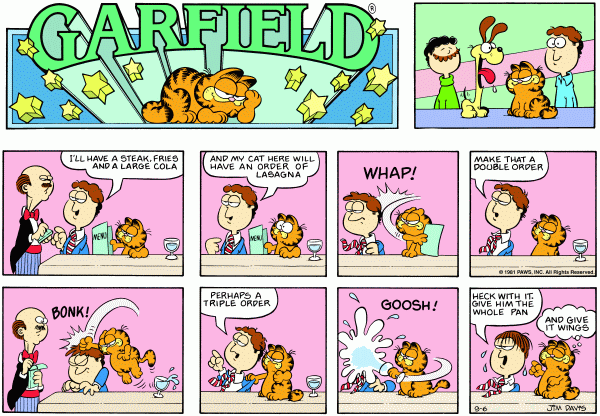 GARFIELD
®
I'LL HAVE A STEAK, FRIES
AND A LARGE COLA
MENU
AND MY CAT HERE WILL
HAVE AN ORDER OF
LASAGNA
MENU
WHAP!
MAKE THAT A
DOUBLE ORDER
© 1981 PAWS, INC. All Rights Reserved
BONK!
PERHAPS A
TRIPLE ORDER
GOOSH!
HECK WITH IT.
GIVE HIM THE
WHOLE PAN
AND GIVE
IT WINGS
9-6
JIM DAVIS